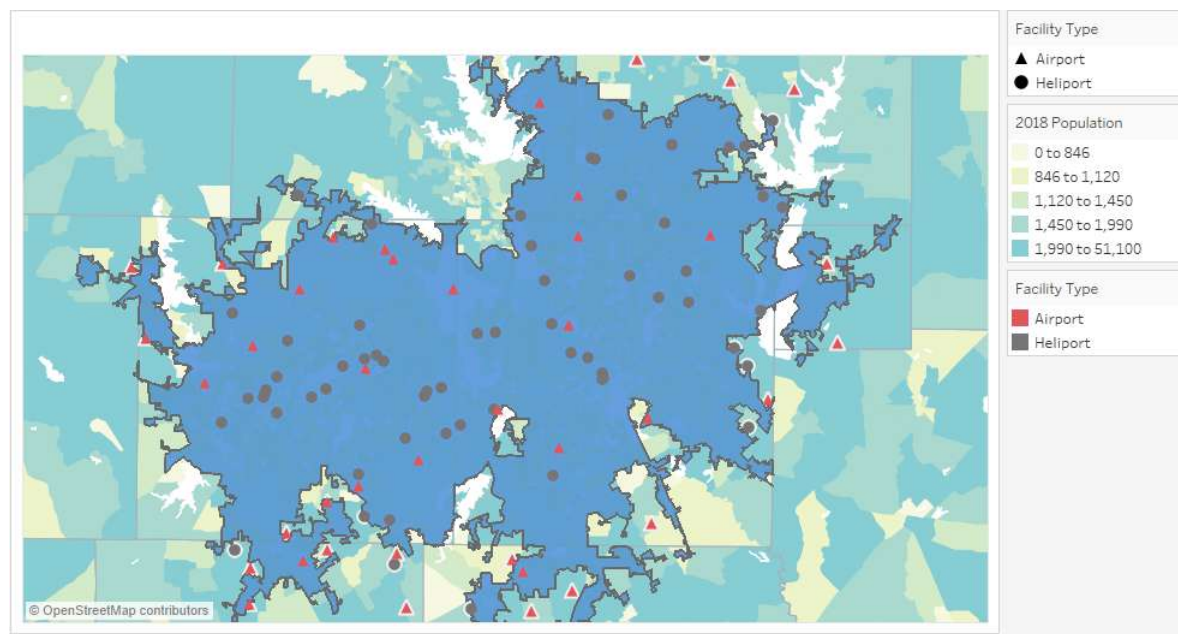 Facility Type
Airport
Heliport
2018 Population
0 to 846
846 to 1,120
1,120 to 1,450
1,450 to 1,990
1,990 to 51,100
Facility Type
Airport
Heliport
© OpenStreetMap contributors